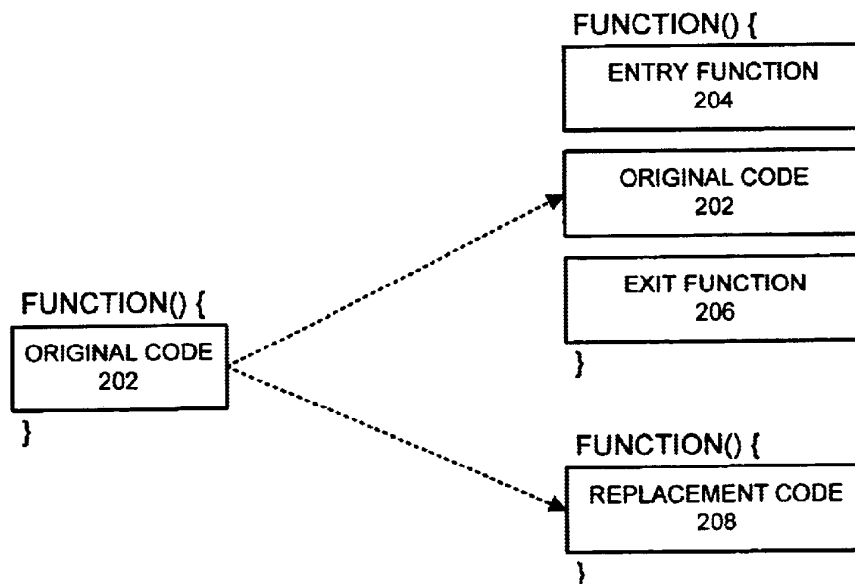 FUNCTION() {
ORIGINAL CODE
202
}
FUNCTION() {
ENTRY FUNCTION
204
ORIGINAL CODE
202
EXIT FUNCTION
206
}
FUNCTION() {
REPLACEMENT CODE
208
}